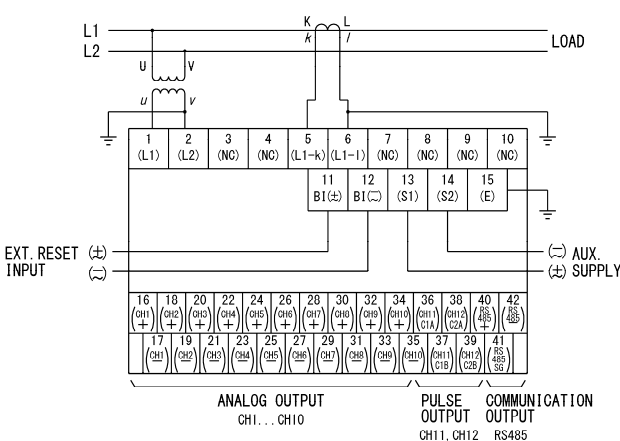 L1
L2
K L
k l
LOAD
U V
u v
1 2 3 4 5 6 7 8 9 10
(L1) (L2) (NC) (NC) (L1-k) (L1-l) (NC) (NC) (NC) (NC)
11 12 13 14 15
BI(±) BI(⎓) (S1) (S2) (E)
EXT. RESET (±)
INPUT (⎓)
(⎓) AUX.
(±) SUPPLY
16 18 20 22 24 26 28 30 32 34 36 38 40 42
(CH1 +) (CH2 +) (CH3 +) (CH4 +) (CH5 +) (CH6 +) (CH7 +) (CH8 +) (CH9 +) (CH10 +) (CH11 C1A) (CH12 C2A) (RS 485 +) (RS 485 −)
17 19 21 23 25 27 29 31 33 35 37 39 41
(CH1 −) (CH2 −) (CH3 −) (CH4 −) (CH5 −) (CH6 −) (CH7 −) (CH8 −) (CH9 −) (CH10 −) (CH11 C1B) (CH12 C2B) (RS 485 SG)
ANALOG OUTPUT
CH1...CH10
PULSE
OUTPUT
CH11, CH12
COMMUNICATION
OUTPUT
RS485